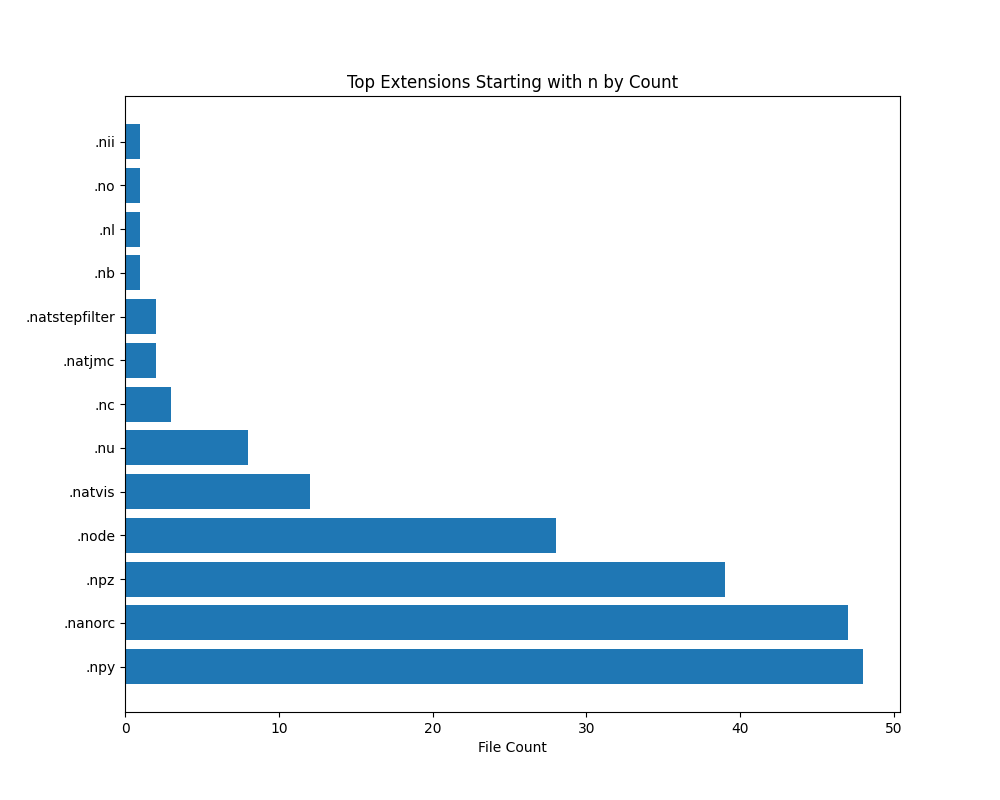 Top Extensions Starting with n by Count
.nii
.no
.nl
.nb
.natstepfilter
.natjmc
.nc
.nu
.natvis
.node
.npz
.nanorc
.npy
0 10 20 30 40 50
File Count